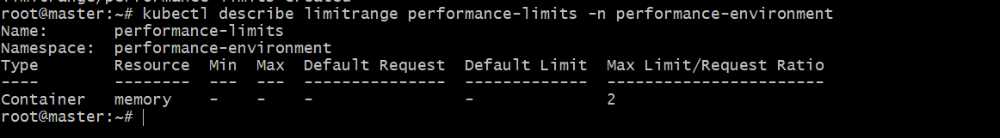 root@master:~# kubectl describe limitrange performance-limits -n performance-environment
Name:       performance-limits
Namespace:  performance-environment
Type        Resource  Min  Max  Default Request  Default Limit  Max Limit/Request Ratio
----        --------  ---  ---  ---------------  -------------  -----------------------
Container   memory    -    -    -                -              2
root@master:~#